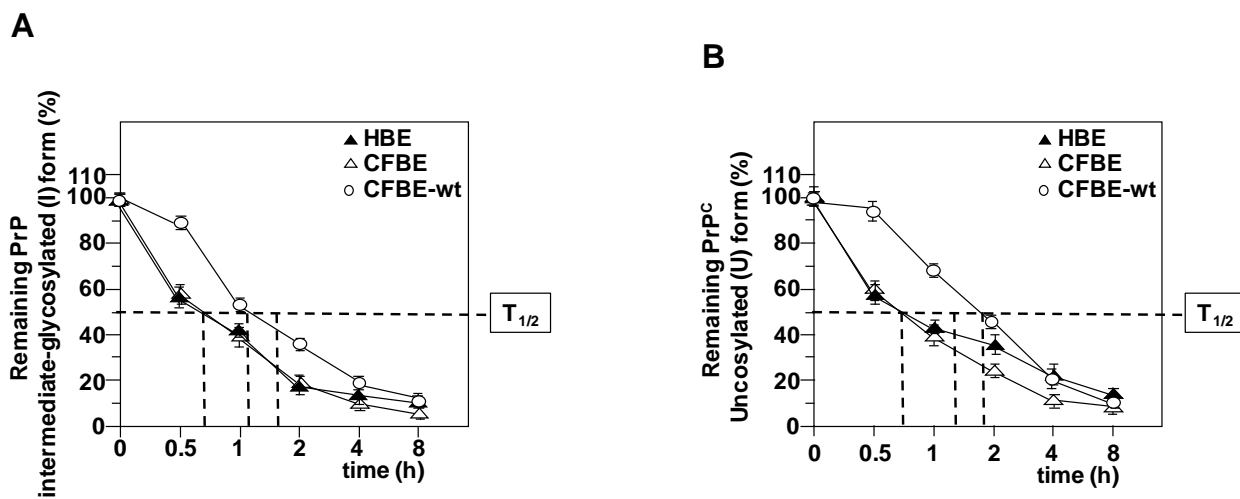 A
Remaining PrP
intermediate-glycosylated (I) form (%)
110
100
80
60
40
20
0
0 0.5 1 2 4 8
time (h)
HBE
CFBE
CFBE-wt
T1/2
B
Remaining PrPC
Uncosylated (U) form (%)
110
100
80
60
40
20
0
0 0.5 1 2 4 8
time (h)
HBE
CFBE
CFBE-wt
T1/2